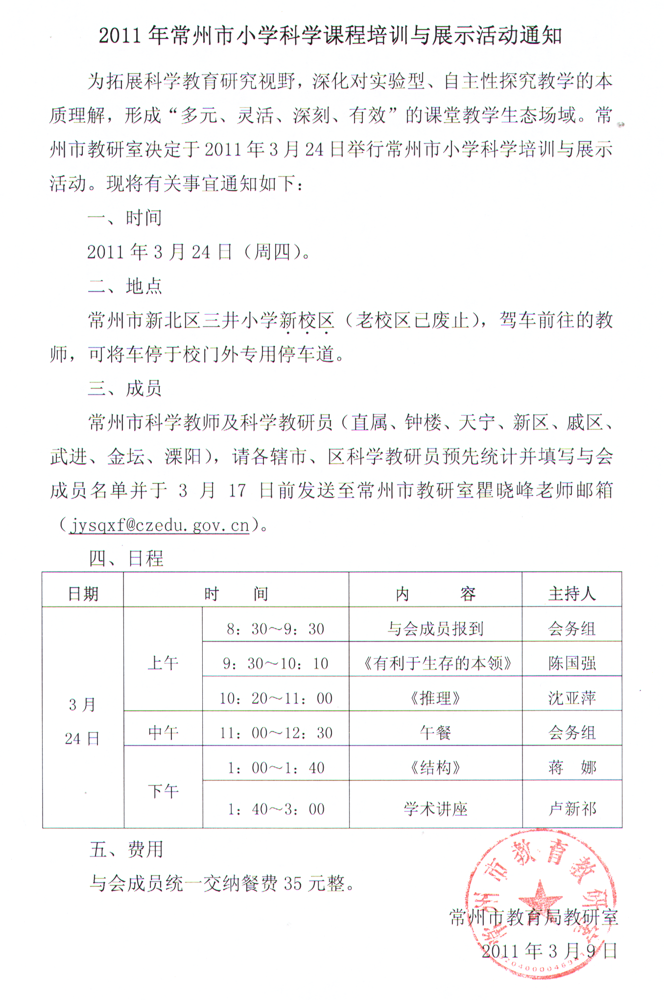 2011年常州市小学科学课程培训与展示活动通知
为拓展科学教育研究视野，深化对实验型、自主性探究教学的本
质理解，形成“多元、灵活、深刻、有效”的课堂教学生态场域。常
州市教研室决定于2011年3月24日举行常州市小学科学培训与展示
活动。现将有关事宜通知如下：
一、时间
2011年3月24日（周四）。
二、地点
常州市新北区三井小学新校区（老校区已废止），驾车前往的教
师，可将车停于校门外专用停车道。
三、成员
常州市科学教师及科学教研员（直属、钟楼、天宁、新区、戚区、
武进、金坛、溧阳），请各辖市、区科学教研员预先统计并填写与会
成员名单并于 3 月 17 日前发送至常州市教研室瞿晓峰老师邮箱
（jysqxf@czedu.gov.cn）。
四、日程
日期 时 间 内 容 主持人
3月
24日
上午
8：30～9：30 与会成员报到 会务组
9：30～10：10 《有利于生存的本领》 陈国强
10：20～11：00 《推理》 沈亚萍
中午 11：00～12：30 午餐 会务组
下午
1：00～1：40 《结构》 蒋 娜
1：40～3：00 学术讲座 卢新祁
五、费用
与会成员统一交纳餐费35元整。
常州市教育教研室
常州市教育局教研室
2011年3月9日